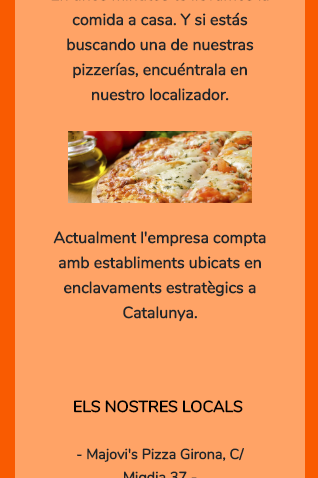 comida a casa. Y si estás
buscando una de nuestras
pizzerías, encuéntrala en
nuestro localizador.
Actualment l'empresa compta
amb establiments ubicats en
enclavaments estratègics a
Catalunya.
ELS NOSTRES LOCALS
- Majovi's Pizza Girona, C/
Migdia 37 -